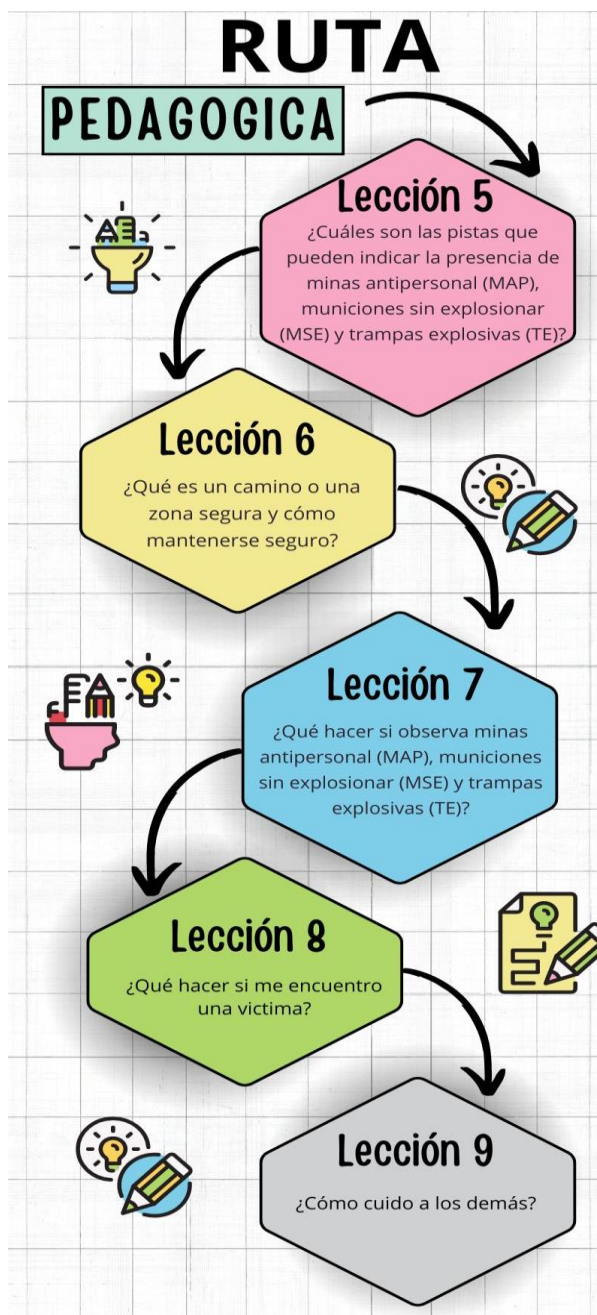 RUTA
PEDAGOGICA
Lección 5
¿Cuáles son las pistas que
pueden indicar la presencia de
minas antipersonal (MAP),
municiones sin explosionar
(MSE) y trampas explosivas (TE)?
Lección 6
¿Qué es un camino o una
zona segura y cómo
mantenerse seguro?
Lección 7
¿Qué hacer si observa minas
antipersonal (MAP), municiones
sin explosionar (MSE) y trampas
explosivas (TE)?
Lección 8
¿Qué hacer si me encuentro
una victima?
Lección 9
¿Cómo cuido a los demás?